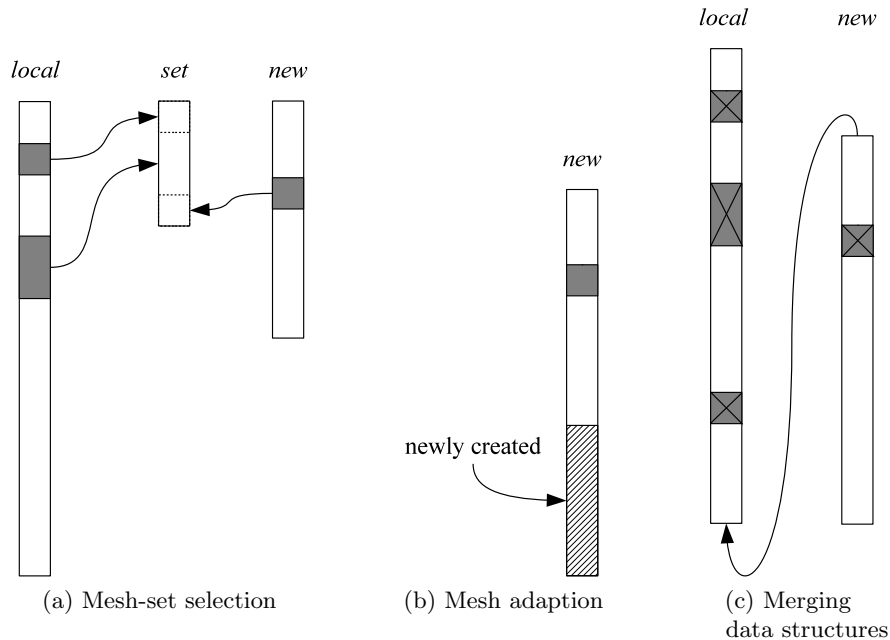 local
set
new
(a) Mesh-set selection
new
newly created
(b) Mesh adaption
local
new
(c) Merging
data structures